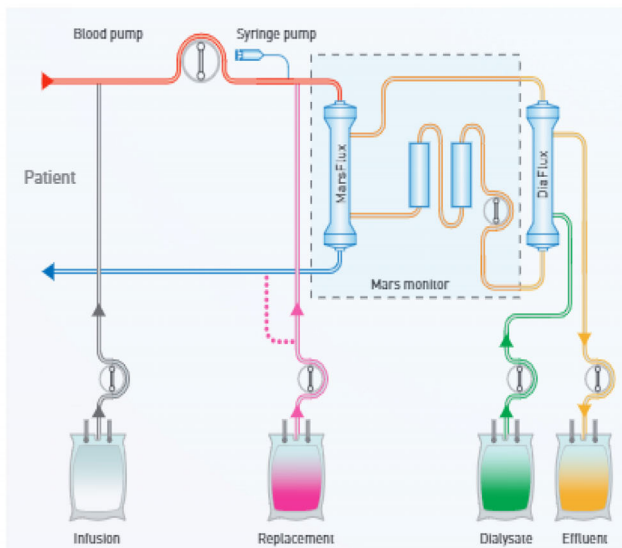 Blood pump
Syringe pump
MarsFlux
DiaFlux
Patient
Mars monitor
Infusion
Replacement
Dialysate
Effluent